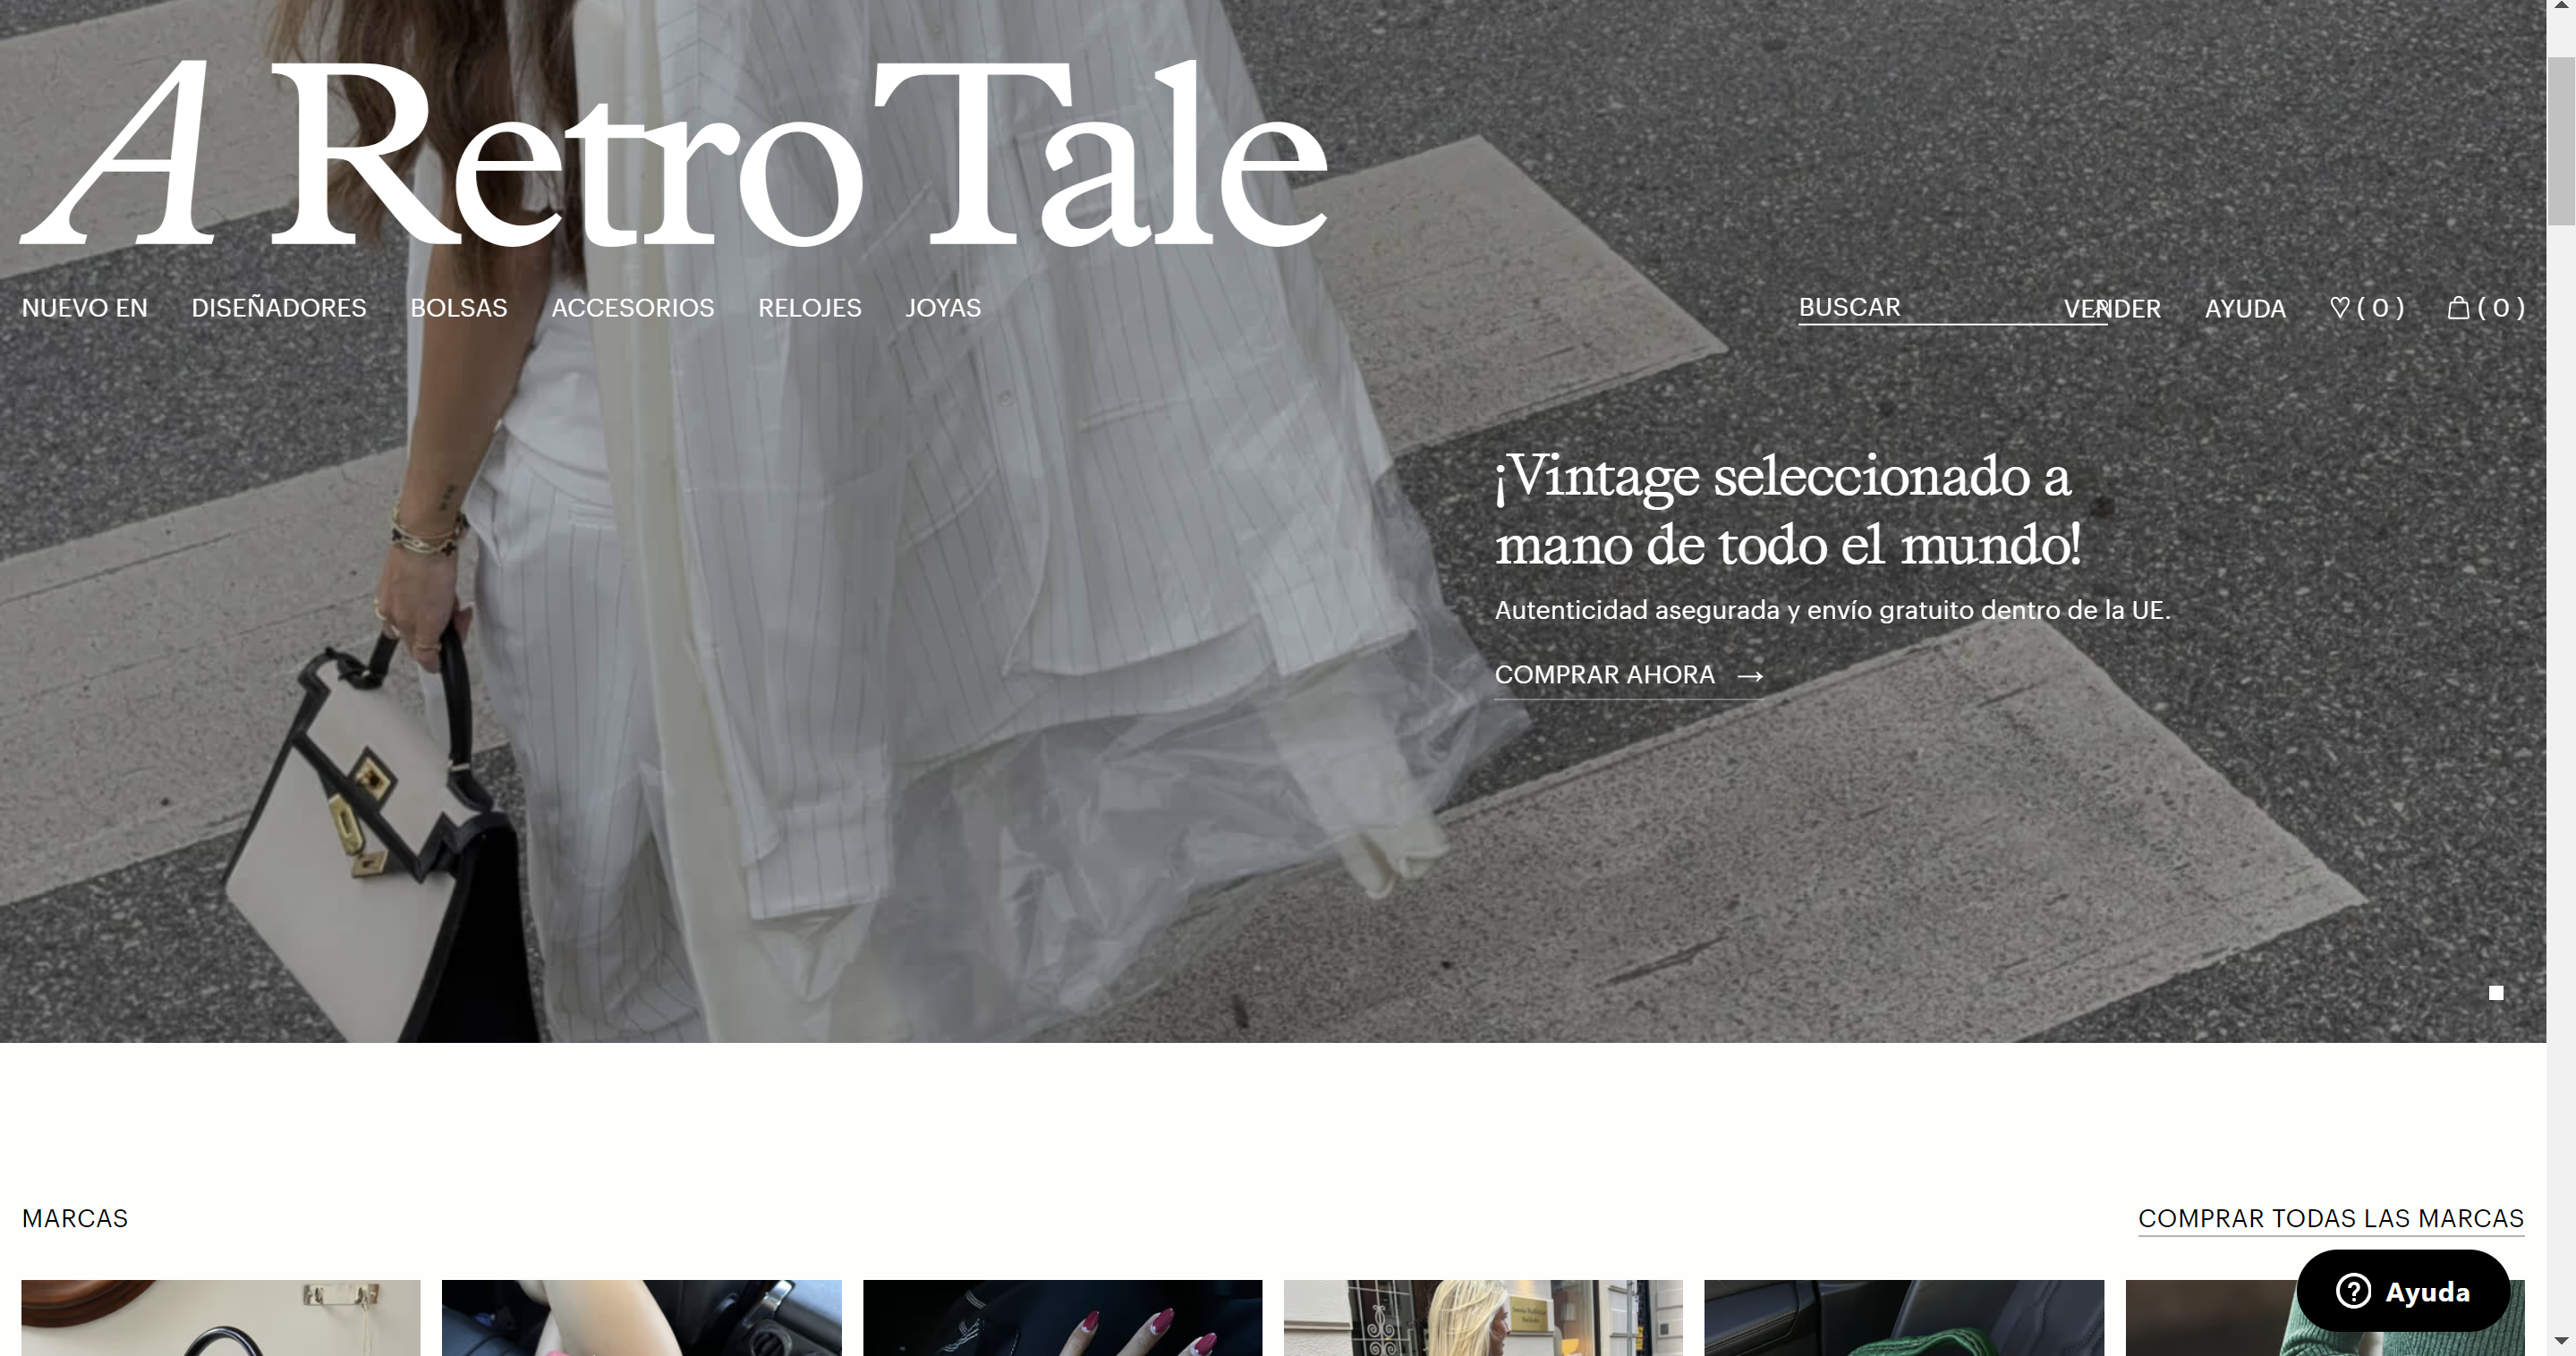 A Retro Tale
NUEVO EN DISEÑADORES BOLSAS ACCESORIOS RELOJES JOYAS BUSCAR VENDER AYUDA ( 0 ) ( 0 )
¡Vintage seleccionado a
mano de todo el mundo!
Autenticidad asegurada y envío gratuito dentro de la UE.
COMPRAR AHORA →
MARCAS COMPRAR TODAS LAS MARCAS
Ayuda